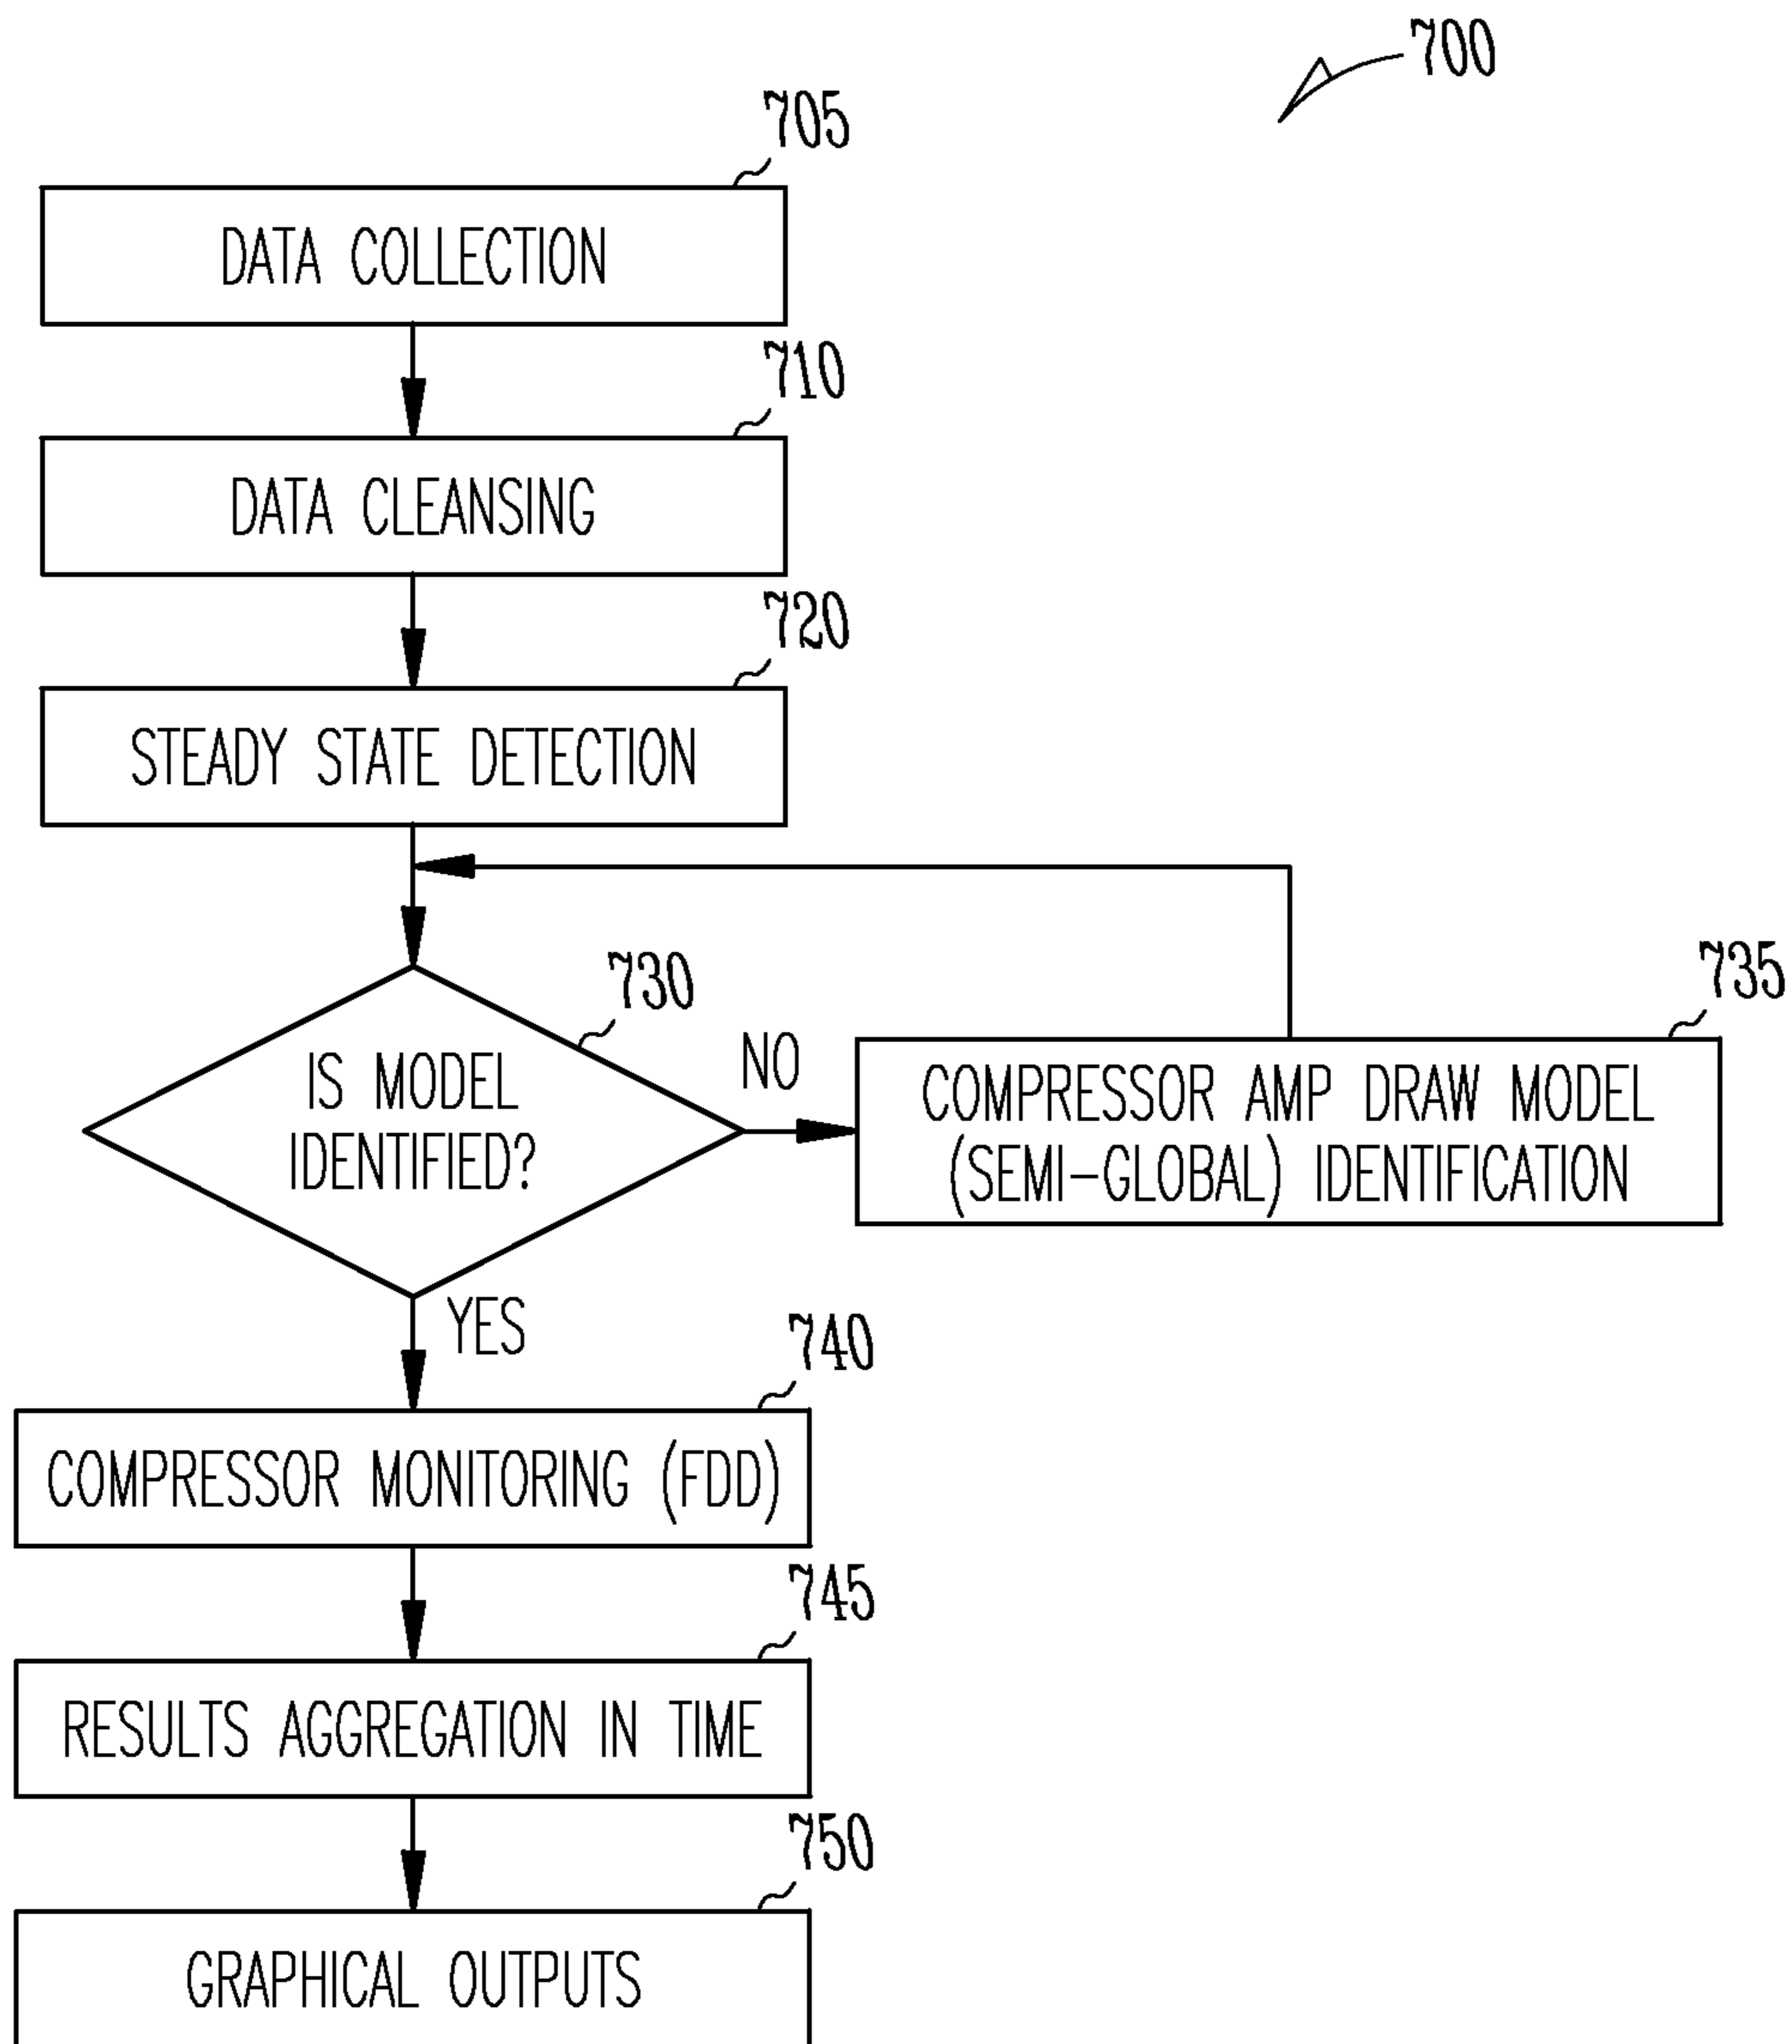 700
705
DATA COLLECTION
710
DATA CLEANSING
720
STEADY STATE DETECTION
730
IS MODEL
IDENTIFIED?
NO
735
COMPRESSOR AMP DRAW MODEL
(SEMI-GLOBAL) IDENTIFICATION
YES
740
COMPRESSOR MONITORING (FDD)
745
RESULTS AGGREGATION IN TIME
750
GRAPHICAL OUTPUTS